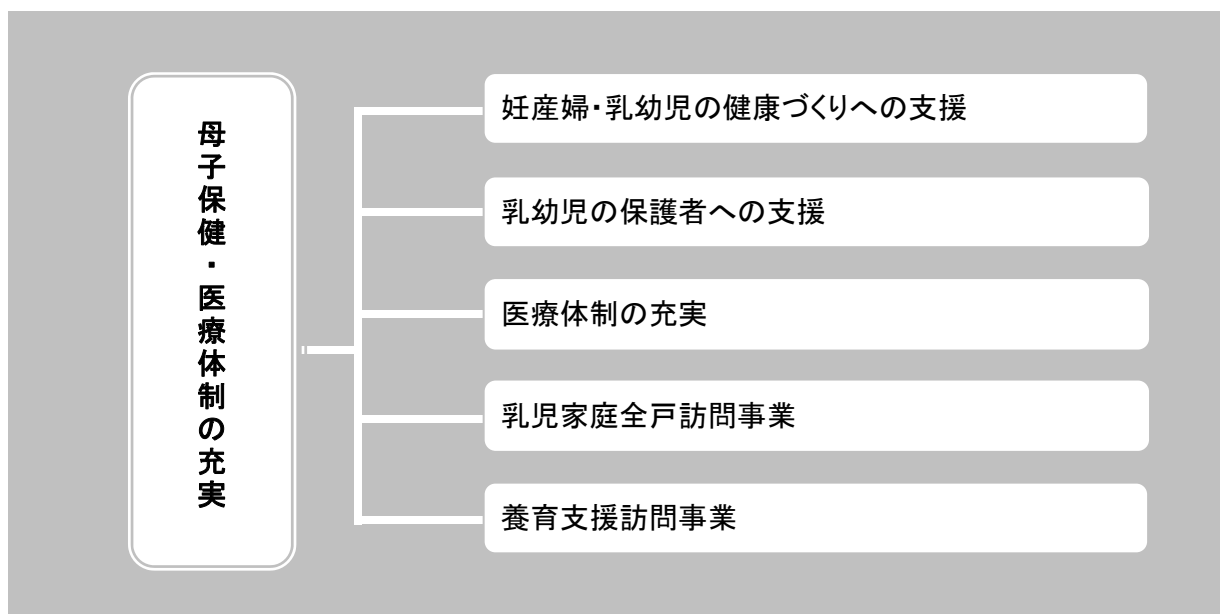 母子保健・医療体制の充実
妊産婦・乳幼児の健康づくりへの支援
乳幼児の保護者への支援
医療体制の充実
乳児家庭全戸訪問事業
養育支援訪問事業